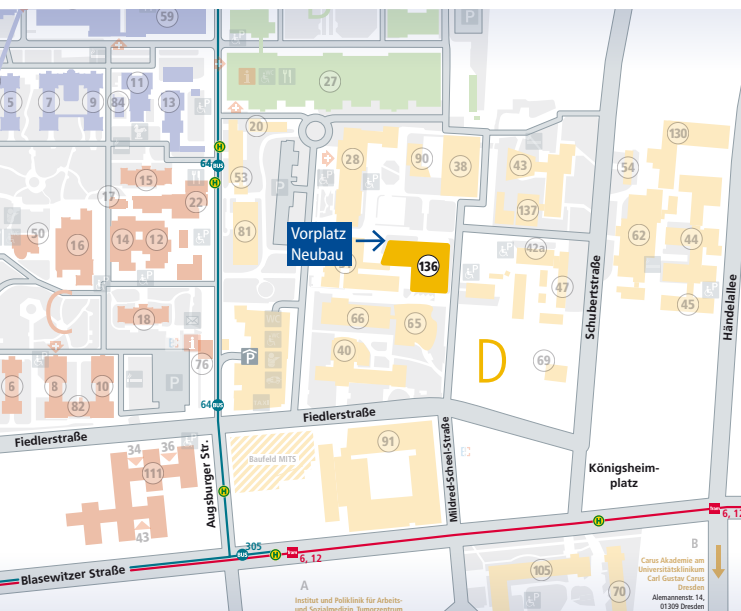 59
P
27
5
7
9
84
11
13
20
28
90
38
43
54
130
64 BUS
H
H
53
P
15
17
22
137
50
16
14
12
81
Vorplatz
Neubau
136
42a
62
44
47
45
C
18
66
65
40
76
P
D
69
Schubertstraße
Händelallee
6
8
10
82
P
64 BUS
Fiedlerstraße
Fiedlerstraße
34
36
111
43
Augsburger Str.
H
Baufeld MITS
91
Mildred-Scheel-Straße
Königsheim-
platz
H
6, 12
305
BUS
H
6, 12
Blasewitzer Straße
A
Institut und Poliklinik für Arbeits-
und Sozialmedizin, Tumorzentrum
105
70
B
Carus Akademie am
Universitätsklinikum
Carl Gustav Carus
Dresden
Alemannenstr. 14,
01309 Dresden